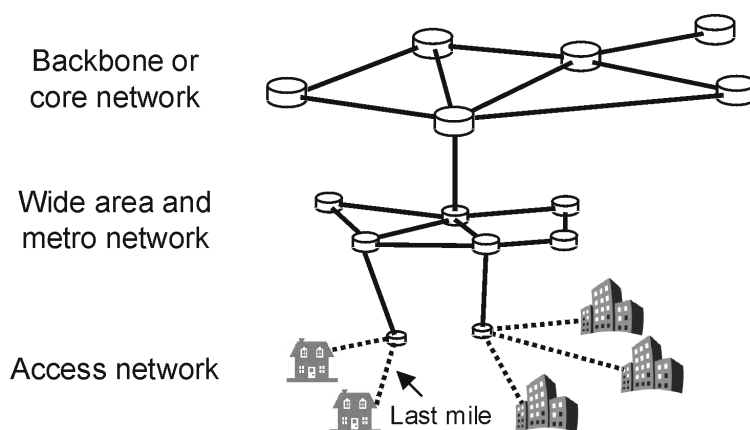 Backbone or
core network
Wide area and
metro network
Access network
Last mile